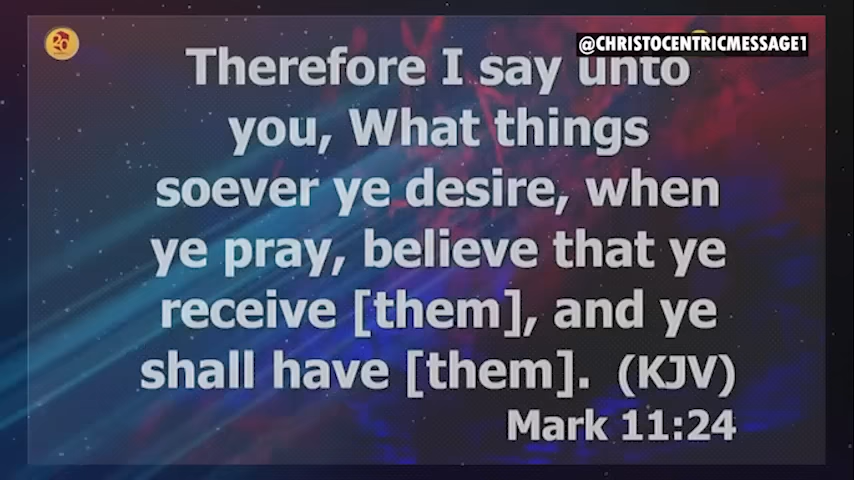 @CHRISTOCENTRICMESSAGE1
Therefore I say unto
you, What things
soever ye desire, when
ye pray, believe that ye
receive [them], and ye
shall have [them]. (KJV)
Mark 11:24